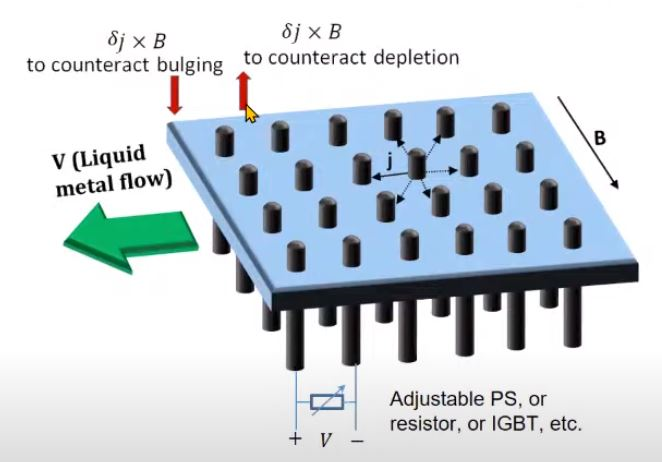 δj × B
to counteract bulging
δj × B
to counteract depletion
V (Liquid
metal flow)
j
B
+ V −
Adjustable PS, or
resistor, or IGBT, etc.